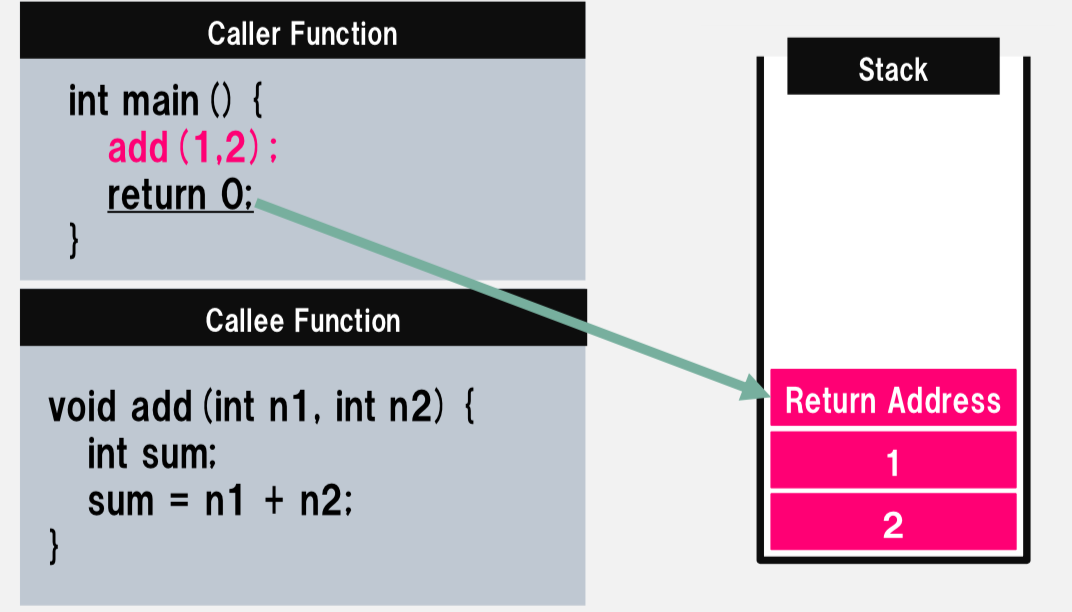 Caller Function
int main () {
add (1,2) ;
return 0;
}
Callee Function
void add (int n1, int n2) {
int sum;
sum = n1 + n2;
}
Stack
Return Address
1
2